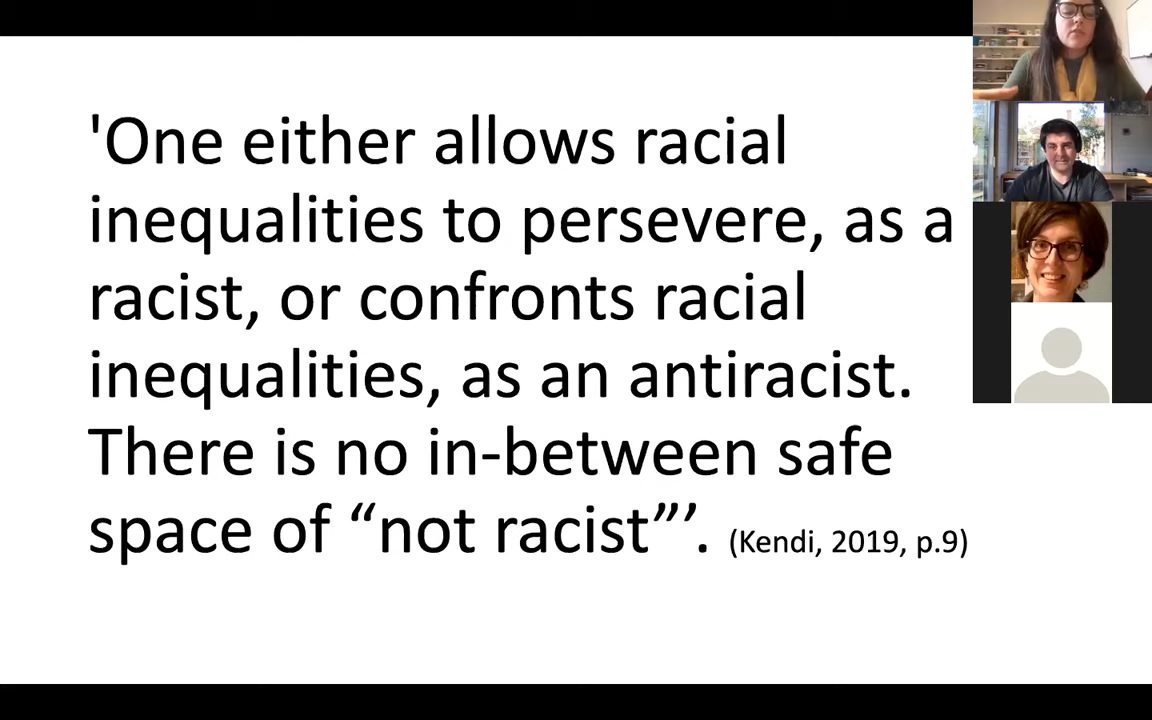 'One either allows racial
inequalities to persevere, as a
racist, or confronts racial
inequalities, as an antiracist.
There is no in-between safe
space of “not racist”’. (Kendi, 2019, p.9)